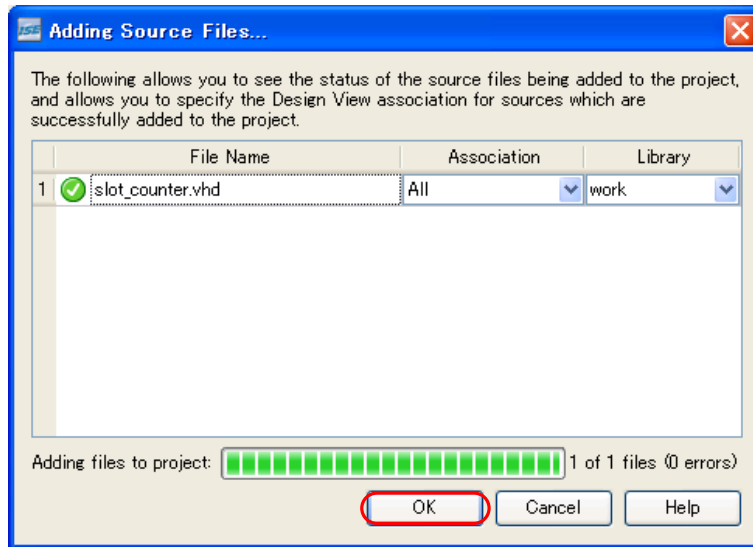 ISE Adding Source Files...
The following allows you to see the status of the source files being added to the project,
and allows you to specify the Design View association for sources which are
successfully added to the project.
File Name Association Library
1 slot_counter.vhd All work
Adding files to project: 1 of 1 files (0 errors)
OK Cancel Help